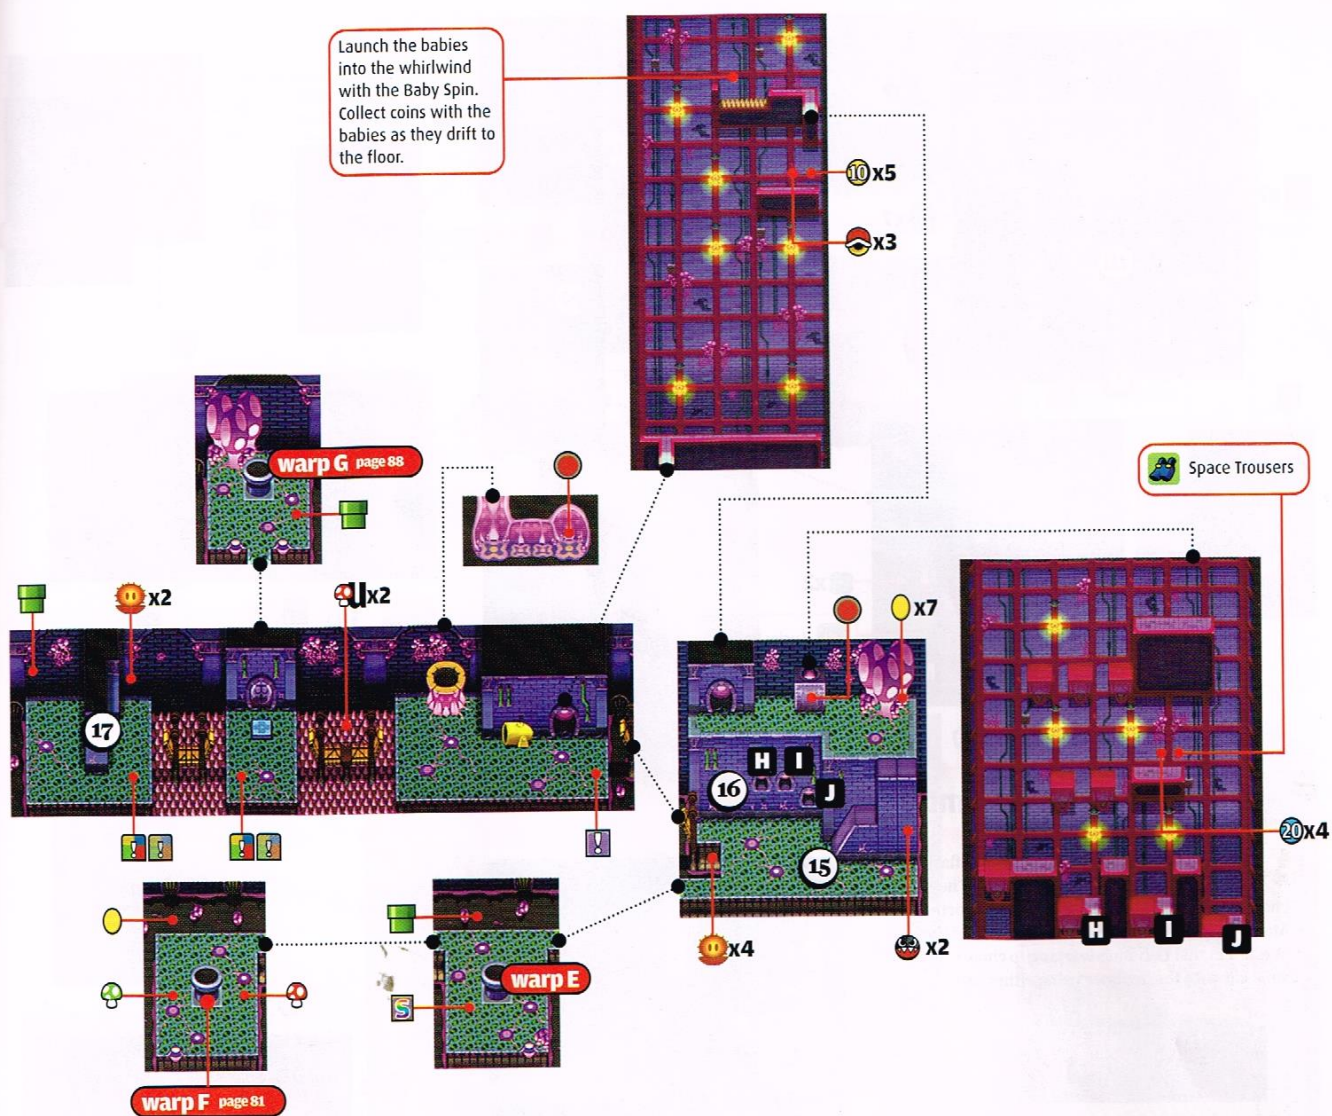 Launch the babies
into the whirlwind
with the Baby Spin.
Collect coins with the
babies as they drift to
the floor.
10 x5
x3
warp G page 88
Space Trousers
x2
x2
x7
17
H I
J
16
15
! !
! !
!
x4
x2
20 x4
H I J
warp E
S
warp F page 81